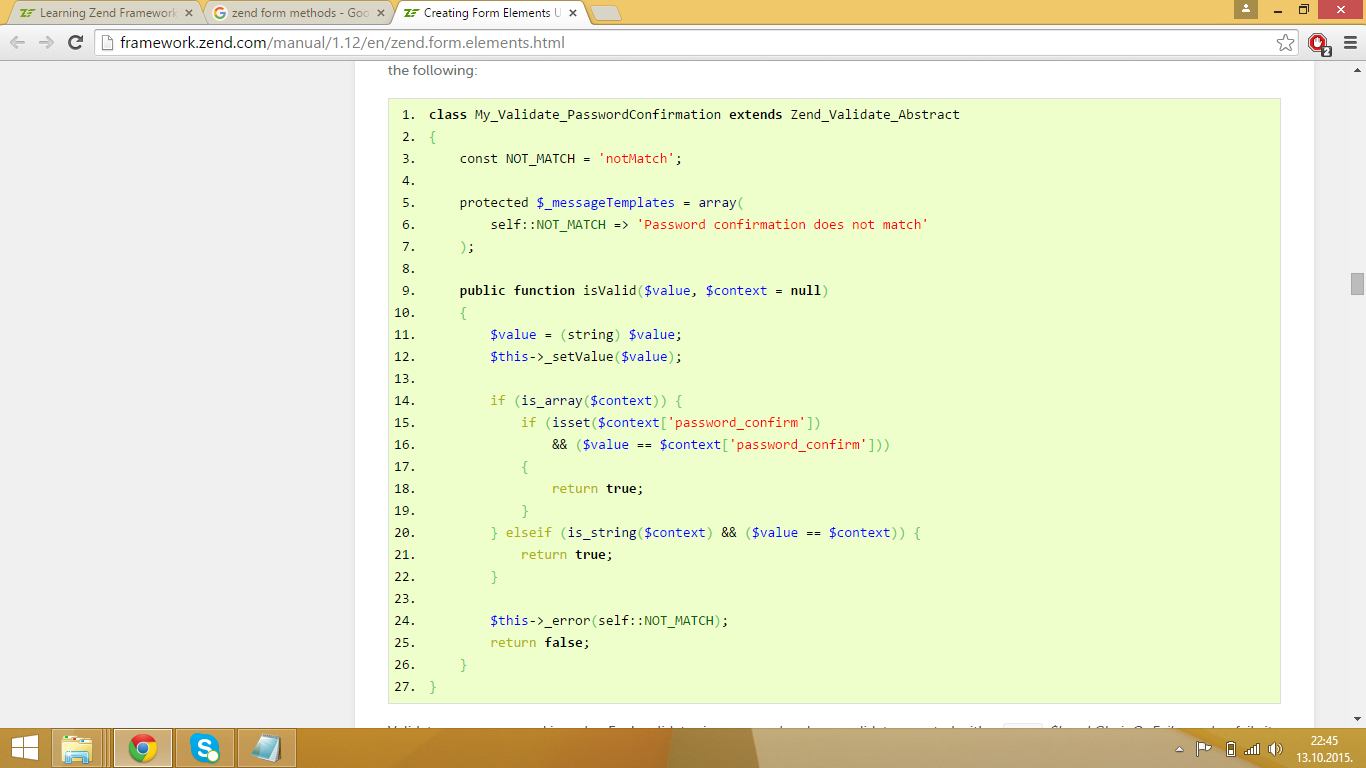 Learning Zend Framework
zend form methods - Goo
Creating Form Elements U
framework.zend.com/manual/1.12/en/zend.form.elements.html
2
the following:
1. class My_Validate_PasswordConfirmation extends Zend_Validate_Abstract
2. {
3. const NOT_MATCH = 'notMatch';
4.
5. protected $_messageTemplates = array(
6. self::NOT_MATCH => 'Password confirmation does not match'
7. );
8.
9. public function isValid($value, $context = null)
10. {
11. $value = (string) $value;
12. $this->_setValue($value);
13.
14. if (is_array($context)) {
15. if (isset($context['password_confirm'])
16. && ($value == $context['password_confirm']))
17. {
18. return true;
19. }
20. } elseif (is_string($context) && ($value == $context)) {
21. return true;
22. }
23.
24. $this->_error(self::NOT_MATCH);
25. return false;
26. }
27. }
22:45
13.10.2015.